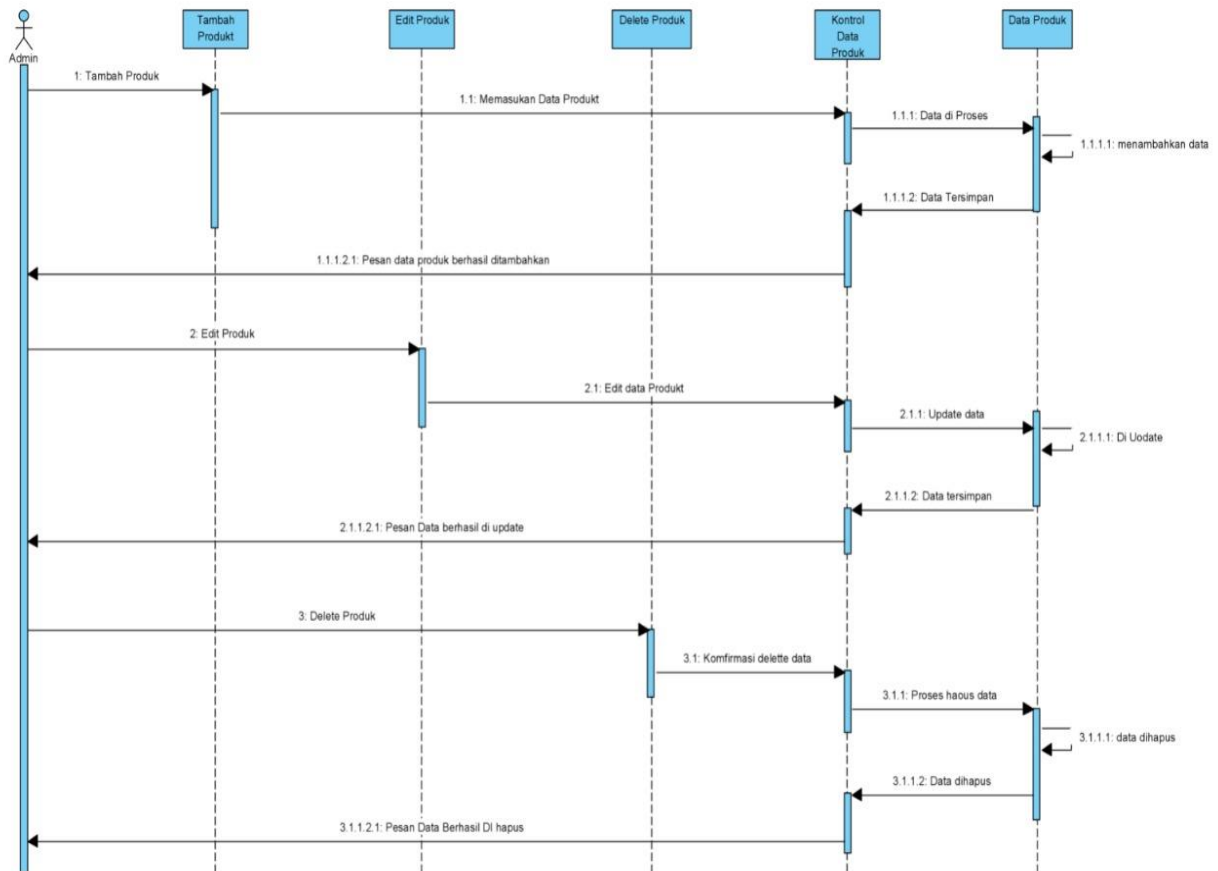 Admin
Tambah
Produkt
Edit Produk
Delete Produk
Kontrol
Data
Produk
Data Produk
1: Tambah Produk
1.1: Memasukan Data Produkt
1.1.1: Data di Proses
1.1.1.1: menambahkan data
1.1.1.2: Data Tersimpan
1.1.1.2.1: Pesan data produk berhasil ditambahkan
2: Edit Produk
2.1: Edit data Produkt
2.1.1: Update data
2.1.1.1: Di Uodate
2.1.1.2: Data tersimpan
2.1.1.2.1: Pesan Data berhasil di update
3: Delete Produk
3.1: Komfirmasi delette data
3.1.1: Proses haous data
3.1.1.1: data dihapus
3.1.1.2: Data dihapus
3.1.1.2.1: Pesan Data Berhasil DI hapus